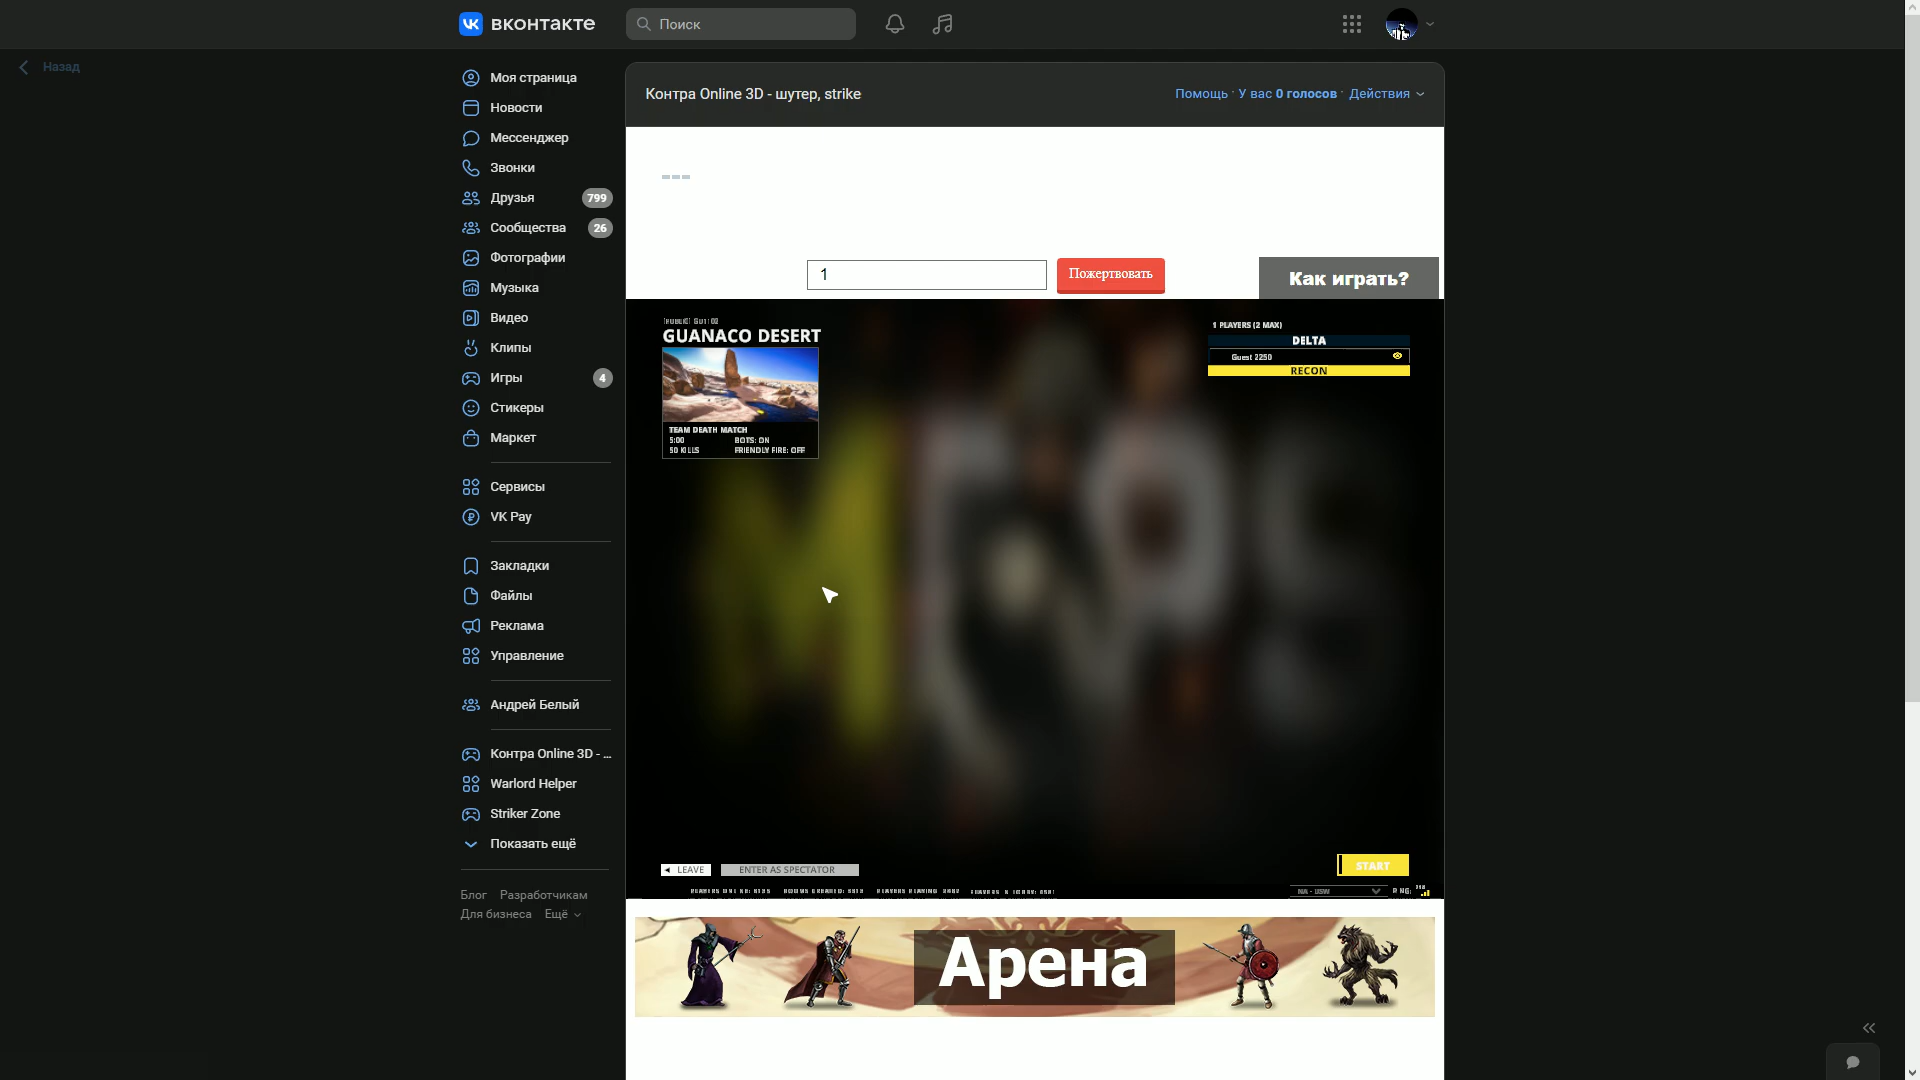 вконтакте
Поиск
Назад
Моя страница
Новости
Мессенджер
Звонки
Друзья 799
Сообщества 26
Фотографии
Музыка
Видео
Клипы
Игры 4
Стикеры
Маркет
Сервисы
VK Pay
Закладки
Файлы
Реклама
Управление
Андрей Белый
Контра Online 3D - ...
Warlord Helper
Striker Zone
Показать ещё
Блог Разработчикам
Для бизнеса Ещё
Контра Online 3D - шутер, strike
Помощь · У вас 0 голосов · Действия
1
Пожертвовать
Как играть?
GUANACO DESERT
TEAM DEATH MATCH
5:00 BOTS: ON
50 KILLS FRIENDLY FIRE: OFF
1 PLAYERS (2 MAX)
DELTA
Guest 2250
RECON
LEAVE
ENTER AS SPECTATOR
START
NA - USW
Арена